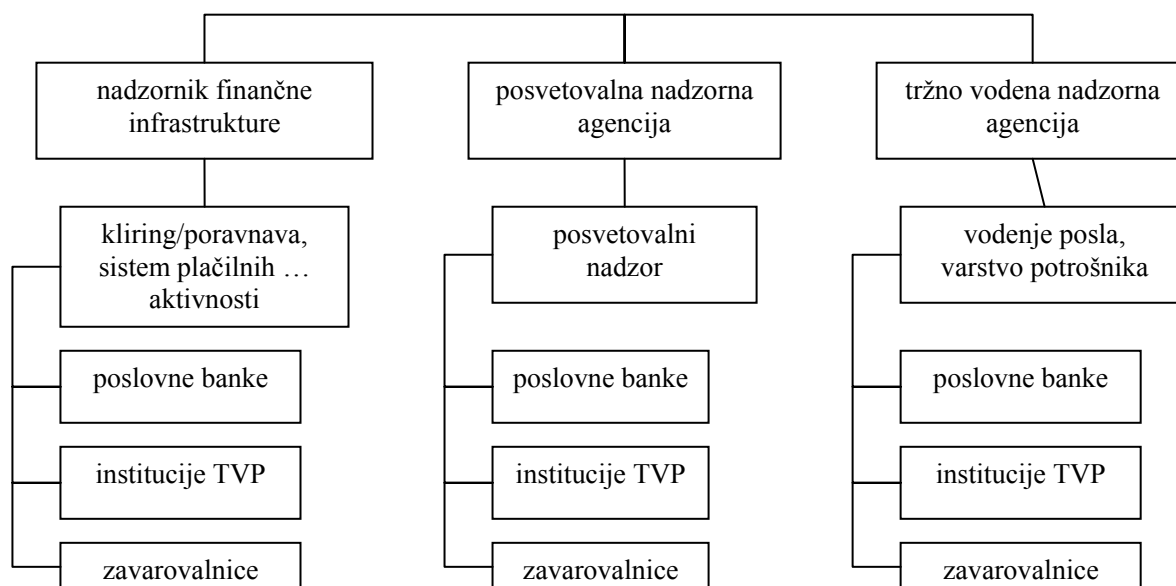 nadzornik finančne
infrastrukture
posvetovalna nadzorna
agencija
tržno vodena nadzorna
agencija
kliring/poravnava,
sistem plačilnih …
aktivnosti
posvetovalni
nadzor
vodenje posla,
varstvo potrošnika
poslovne banke
poslovne banke
poslovne banke
institucije TVP
institucije TVP
institucije TVP
zavarovalnice
zavarovalnice
zavarovalnice